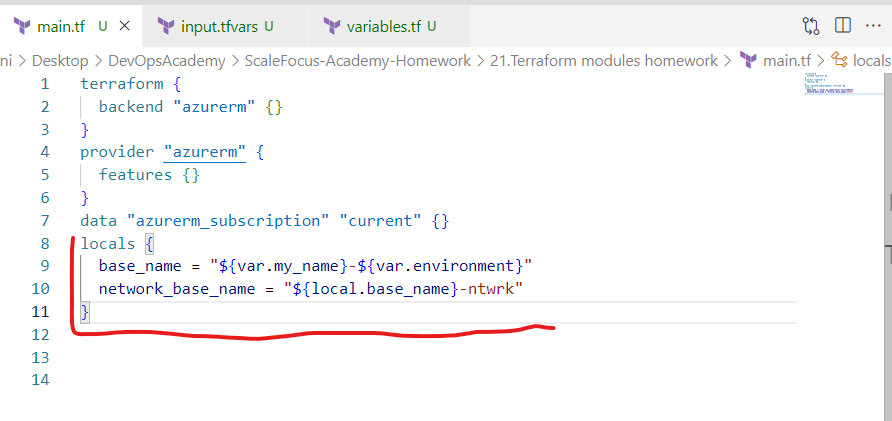 main.tf U × input.tfvars U variables.tf U
ni > Desktop > DevOpsAcademy > ScaleFocus-Academy-Homework > 21.Terraform modules homework > main.tf > locals
1 terraform {
2 backend "azurerm" {}
3 }
4 provider "azurerm" {
5 features {}
6 }
7 data "azurerm_subscription" "current" {}
8 locals {
9 base_name = "${var.my_name}-${var.environment}"
10 network_base_name = "${local.base_name}-ntwrk"
11 }
12
13
14